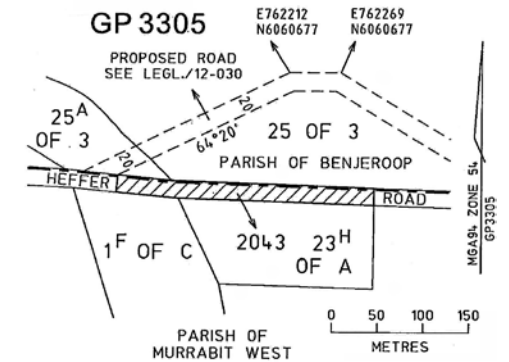 GP 3305
E762212
N6060677
E762269
N6060677
PROPOSED ROAD
SEE LEGL./12-030
25A
OF 3
20
64°20'
20
25 OF 3
PARISH OF BENJEROOP
HEFFER
ROAD
1F OF C
2043
23H
OF A
MGA94 ZONE 54
GP3305
0 50 100 150
METRES
PARISH OF
MURRABIT WEST